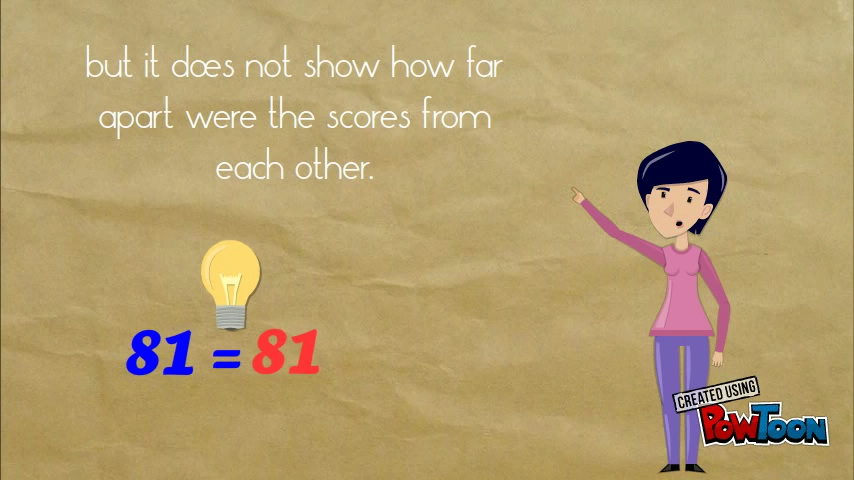 but it does not show how far
apart were the scores from
each other.
81 = 81
CREATED USING
POWTOON